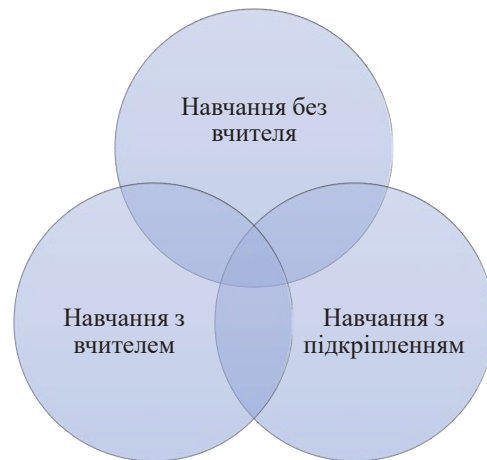 Навчання без
вчителя
Навчання з
вчителем
Навчання з
підкріпленням